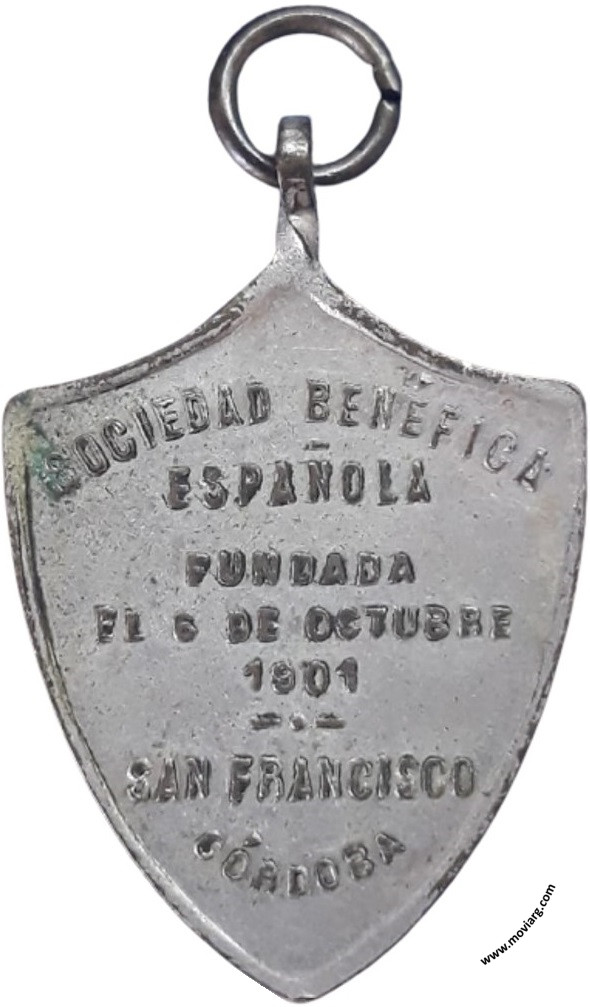 SOCIEDAD BENÉFICA
ESPAÑOLA
FUNDADA
EL 6 DE OCTUBRE
1901
SAN FRANCISCO
CÓRDOBA
www.moviarg.com